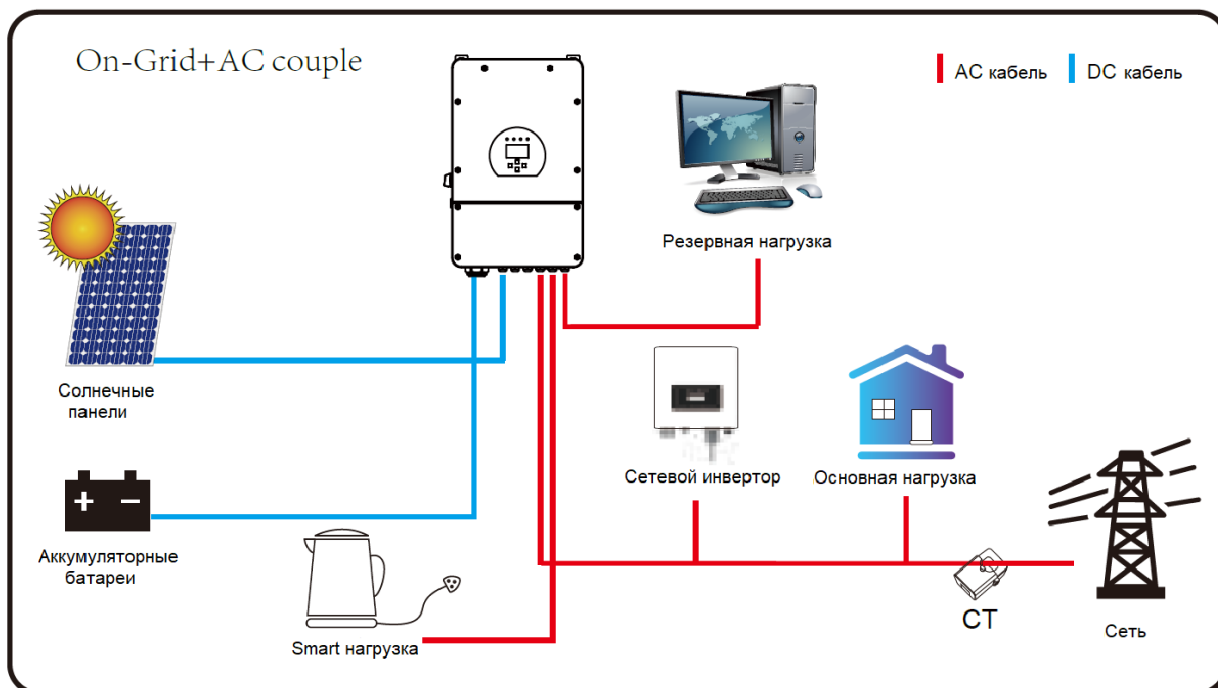 On-Grid+AC couple
AC кабель
DC кабель
Резервная нагрузка
Солнечные
панели
Сетевой инвертор
Основная нагрузка
Аккумуляторные
батареи
Smart нагрузка
CT
Сеть